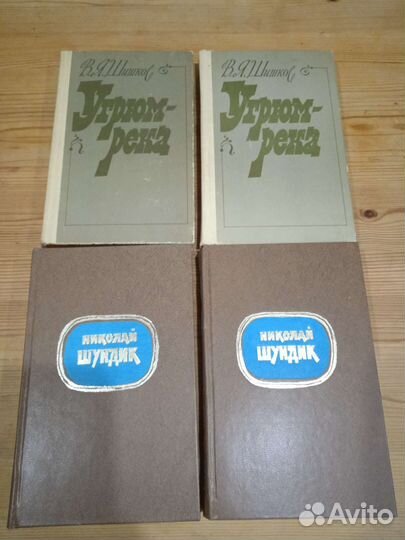 В.Я. Шишков
Угрюм-
река
В.Я. Шишков
Угрюм-
река
НИКОЛАЙ
ШУНДИК
НИКОЛАЙ
ШУНДИК
Avito